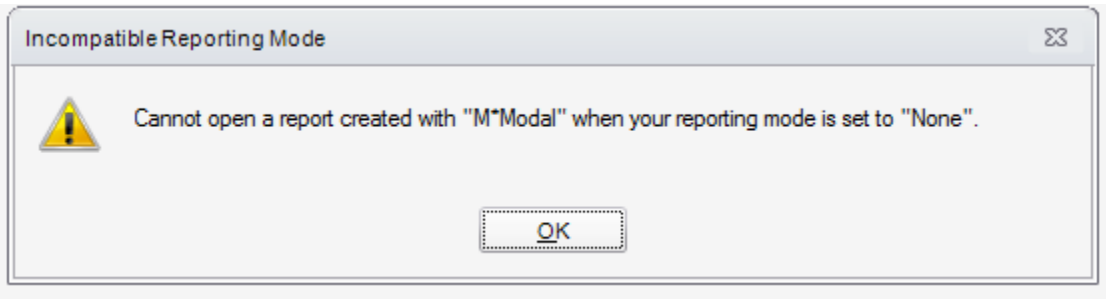 Incompatible Reporting Mode
Cannot open a report created with "M*Modal" when your reporting mode is set to "None".
OK